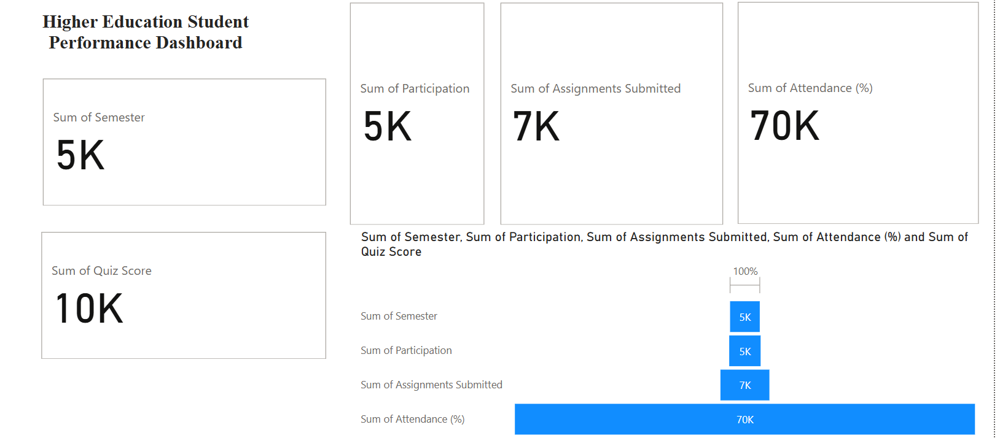 Higher Education Student
Performance Dashboard
Sum of Semester
5K
Sum of Quiz Score
10K
Sum of Participation
5K
Sum of Assignments Submitted
7K
Sum of Attendance (%)
70K
Sum of Semester, Sum of Participation, Sum of Assignments Submitted, Sum of Attendance (%) and Sum of
Quiz Score
100%
Sum of Semester
5K
Sum of Participation
5K
Sum of Assignments Submitted
7K
Sum of Attendance (%)
70K